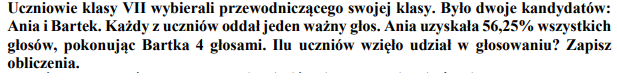 Uczniowie klasy VII wybierali przewodniczącego swojej klasy. Było dwoje kandydatów:
Ania i Bartek. Każdy z uczniów oddał jeden ważny głos. Ania uzyskała 56,25% wszystkich
głosów, pokonując Bartka 4 głosami. Ilu uczniów wzięło udział w głosowaniu? Zapisz
obliczenia.